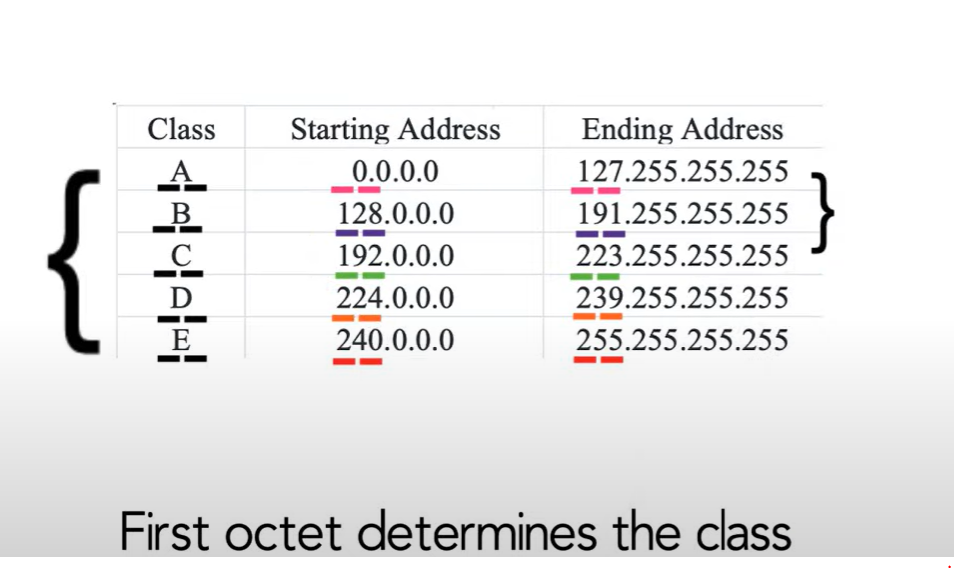 Class Starting Address Ending Address
A 0.0.0.0 127.255.255.255
B 128.0.0.0 191.255.255.255
C 192.0.0.0 223.255.255.255
D 224.0.0.0 239.255.255.255
E 240.0.0.0 255.255.255.255
First octet determines the class